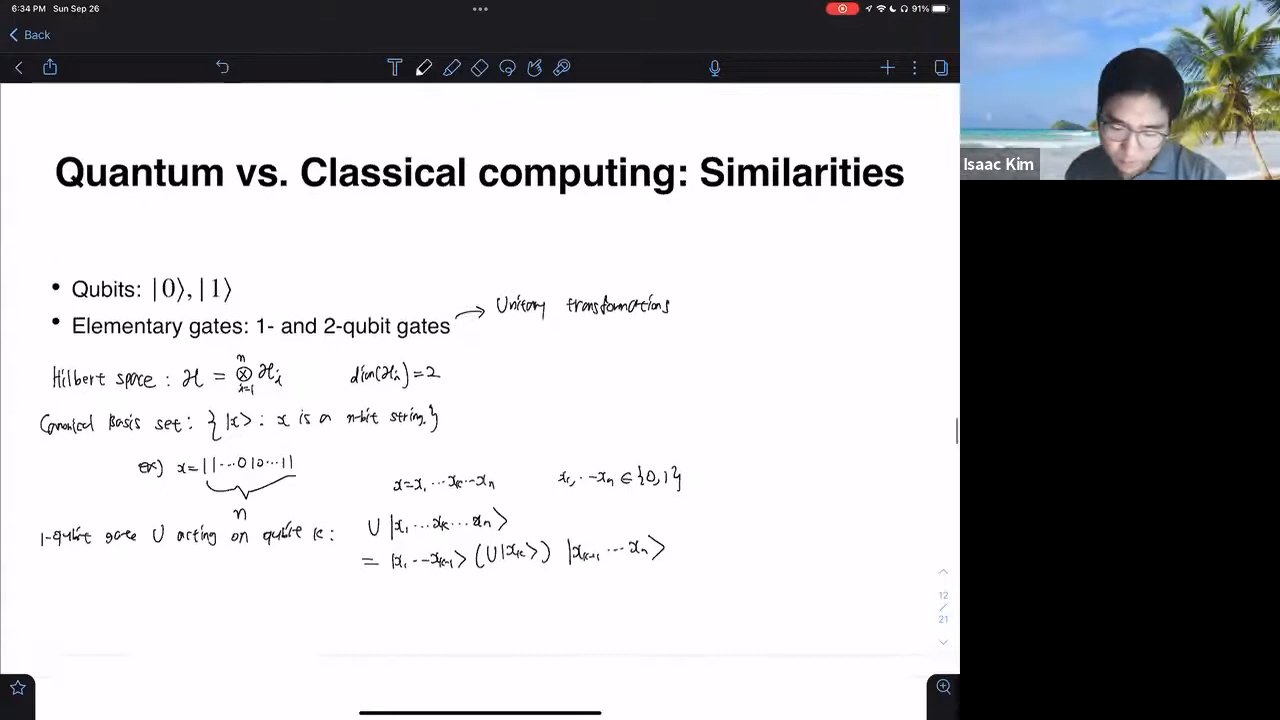 6:34 PM Sun Sep 26
91%
Back
Isaac Kim
Quantum vs. Classical computing: Similarities
• Qubits: |0⟩, |1⟩
• Elementary gates: 1- and 2-qubit gates → Unitary transformations
Hilbert space : ℋ = ⊗ᵢ₌₁ⁿ ℋᵢ dim(ℋᵢ)=2
Canonical Basis set: {|x⟩ : x is a n-bit string.}
ex) x=11···010···11
n
x=x₁···xₖ···xₙ x₁,··xₙ ∈ {0,1}
1-qubit gate U acting on qubit k: U |x₁···xₖ···xₙ⟩
= |x₁···xₖ₋₁⟩ (U|xₖ⟩) |xₖ₊₁···xₙ⟩
12
/
21